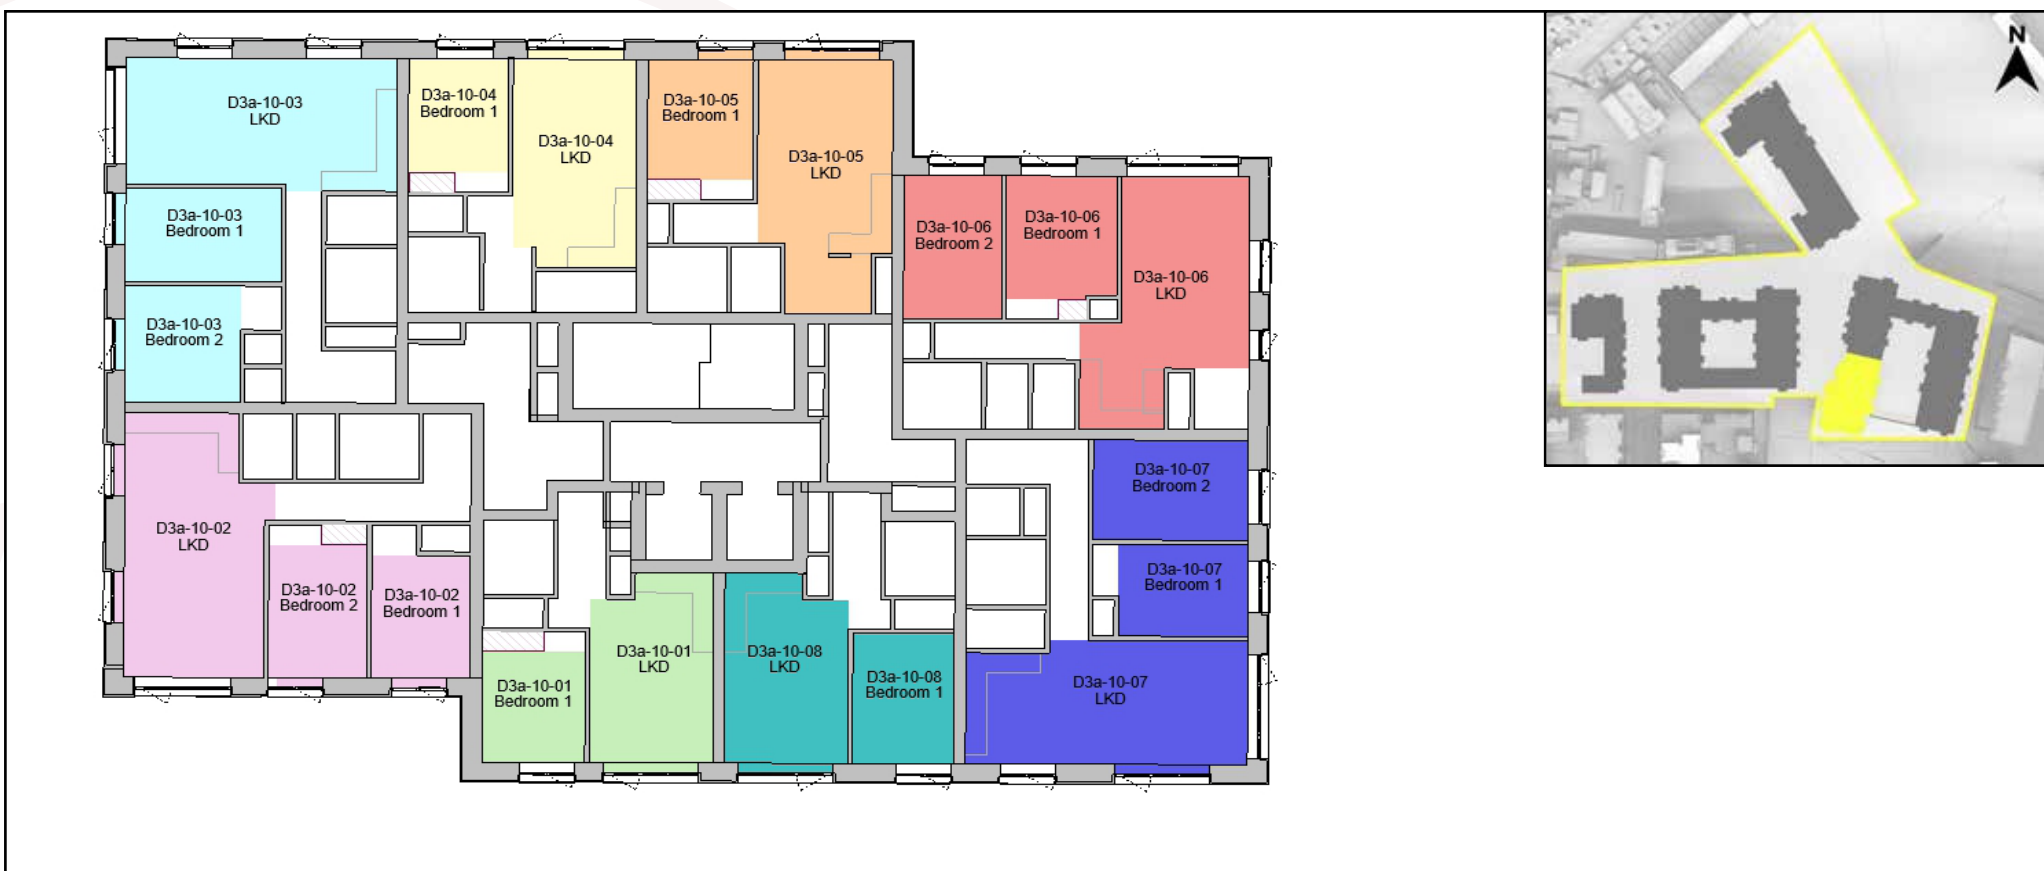 D3a-10-03
LKD
D3a-10-04
Bedroom 1
D3a-10-04
LKD
D3a-10-05
Bedroom 1
D3a-10-05
LKD
D3a-10-03
Bedroom 1
D3a-10-06
Bedroom 2
D3a-10-06
Bedroom 1
D3a-10-06
LKD
D3a-10-03
Bedroom 2
D3a-10-07
Bedroom 2
D3a-10-02
LKD
D3a-10-07
Bedroom 1
D3a-10-02
Bedroom 2
D3a-10-02
Bedroom 1
D3a-10-01
LKD
D3a-10-08
LKD
D3a-10-01
Bedroom 1
D3a-10-08
Bedroom 1
D3a-10-07
LKD
N